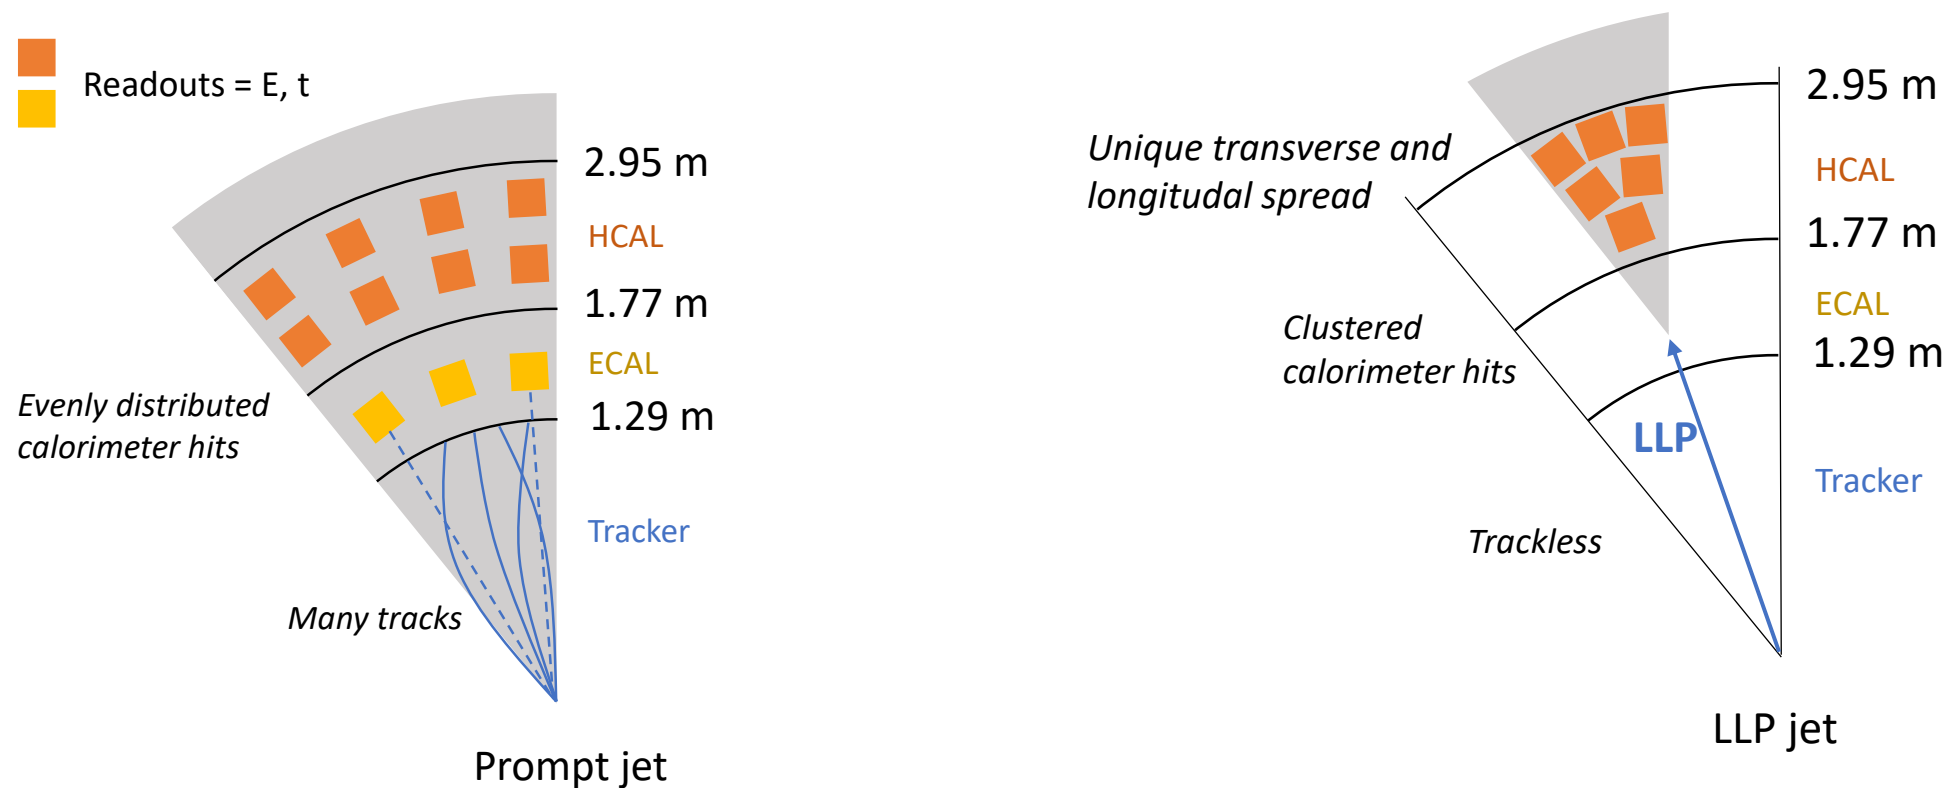 Readouts = E, t
2.95 m
HCAL
1.77 m
ECAL
1.29 m
Evenly distributed
calorimeter hits
Tracker
Many tracks
Prompt jet
2.95 m
Unique transverse and
longitudal spread
HCAL
1.77 m
ECAL
1.29 m
Clustered
calorimeter hits
LLP
Tracker
Trackless
LLP jet